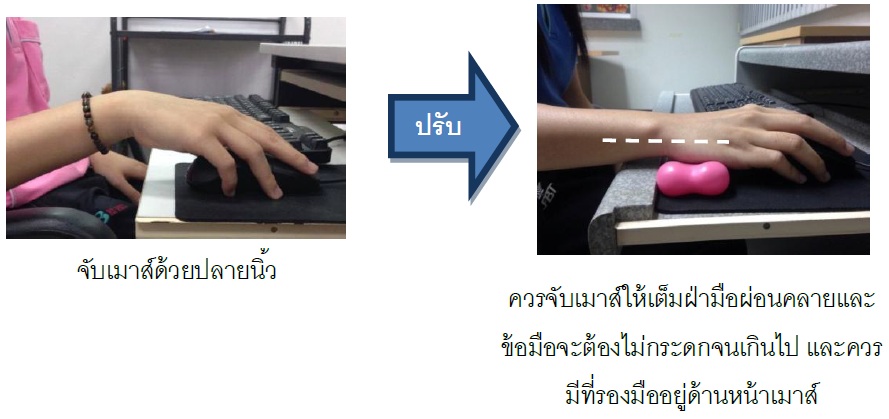 ปรับ
จับเมาส์ด้วยปลายนิ้ว
ควรจับเมาส์ให้เต็มฝ่ามือผ่อนคลายและ
ข้อมือจะต้องไม่กระดกจนเกินไป และควร
มีที่รองมืออยู่ด้านหน้าเมาส์